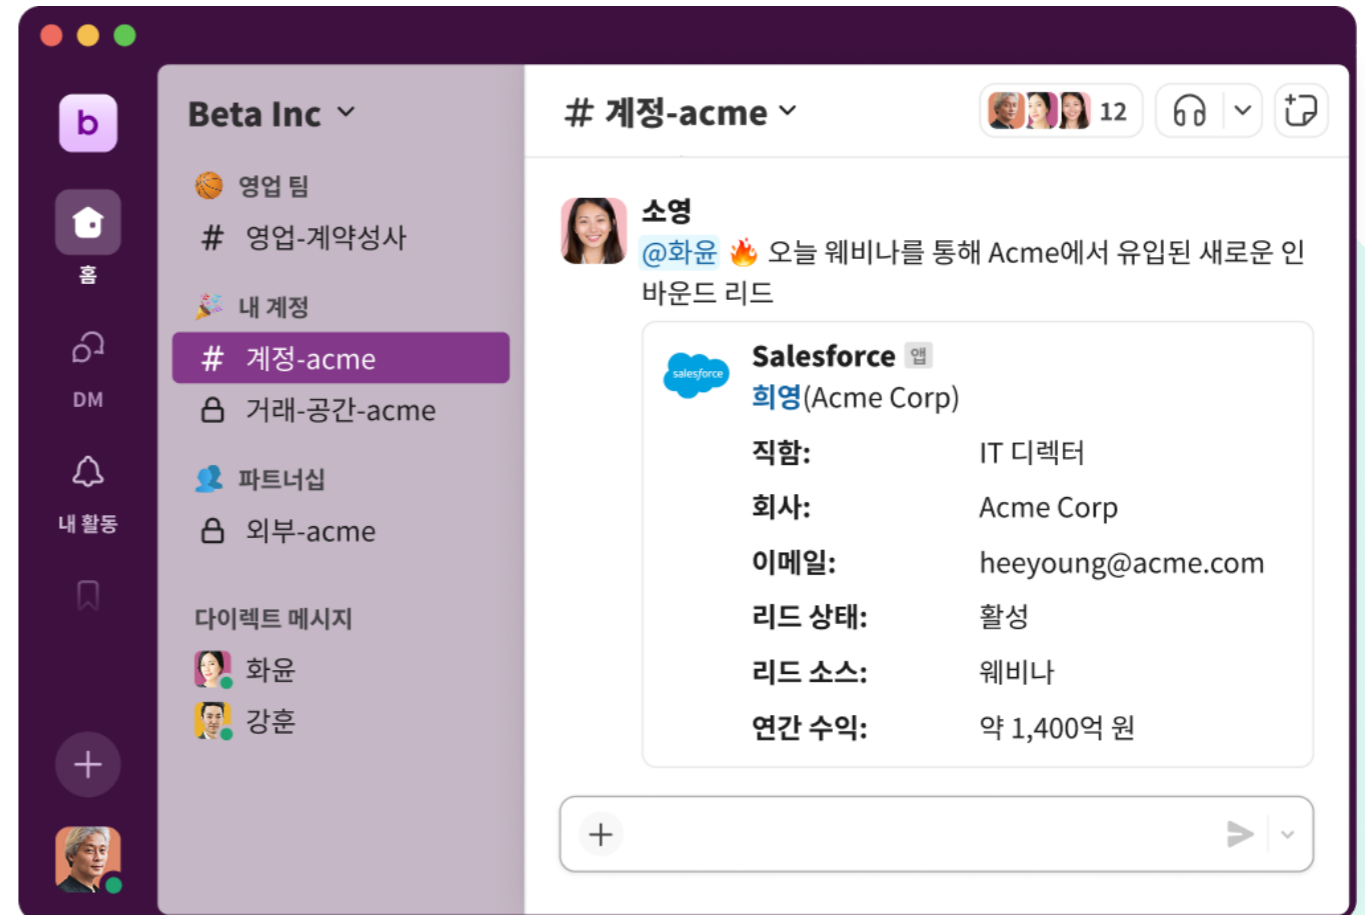 b
홈
DM
내 활동
Beta Inc
영업 팀
# 영업-계약성사
내 계정
# 계정-acme
거래-공간-acme
파트너십
외부-acme
다이렉트 메시지
화윤
강훈
# 계정-acme
12
소영
@화윤 🔥 오늘 웨비나를 통해 Acme에서 유입된 새로운 인
바운드 리드
salesforce
Salesforce 앱
희영(Acme Corp)
직함: IT 디렉터
회사: Acme Corp
이메일: heeyoung@acme.com
리드 상태: 활성
리드 소스: 웨비나
연간 수익: 약 1,400억 원